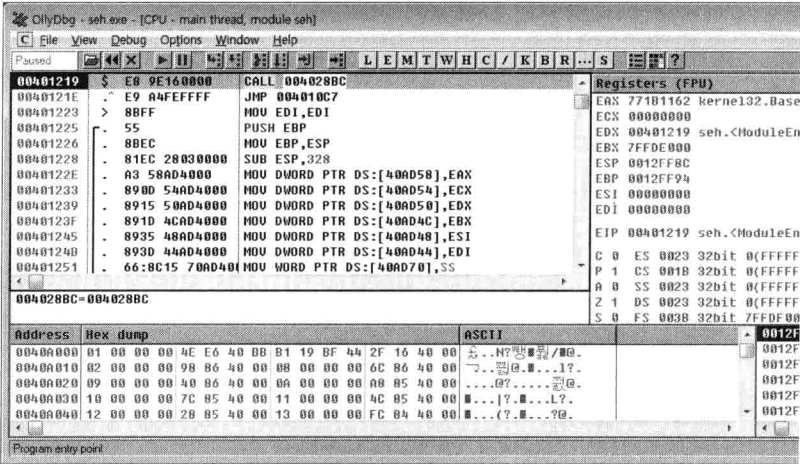 OllyDbg - seh.exe - [CPU - main thread, module seh]
C File View Debug Options Window Help
Paused L E M T W H C / K B R ... S ?
00401219 $ E8 9E160000 CALL 004028BC
0040121E .^ E9 A4FEFFFF JMP 004010C7
00401223 > 8BFF MOV EDI,EDI
00401225 . 55 PUSH EBP
00401226 . 8BEC MOV EBP,ESP
00401228 . 81EC 28030000 SUB ESP,328
0040122E . A3 58AD4000 MOV DWORD PTR DS:[40AD58],EAX
00401233 . 890D 54AD4000 MOV DWORD PTR DS:[40AD54],ECX
00401239 . 8915 50AD4000 MOV DWORD PTR DS:[40AD50],EDX
0040123F . 891D 4CAD4000 MOV DWORD PTR DS:[40AD4C],EBX
00401245 . 8935 48AD4000 MOV DWORD PTR DS:[40AD48],ESI
0040124B . 893D 44AD4000 MOV DWORD PTR DS:[40AD44],EDI
00401251 . 66:8C15 70AD40 MOV WORD PTR DS:[40AD70],SS
004028BC=004028BC
Registers (FPU)
EAX 77181162 kernel32.Base
ECX 00000000
EDX 00401219 seh.<ModuleEn
EBX 7FFDE000
ESP 0012FF8C
EBP 0012FF94
ESI 00000000
EDI 00000000
EIP 00401219 seh.<ModuleEn
C 0 ES 0023 32bit 0(FFFFF
P 1 CS 001B 32bit 0(FFFFF
A 0 SS 0023 32bit 0(FFFFF
Z 1 DS 0023 32bit 0(FFFFF
S 0 FS 003B 32bit 7FFDF00
Address Hex dump ASCII
0040A000 01 00 00 00 4E E6 40 BB B1 19 BF 44 2F 16 40 00
0040A010 02 00 00 00 98 86 40 00 08 00 00 00 6C 86 40 00
0040A020 09 00 00 00 40 86 40 00 0A 00 00 00 A8 85 40 00
0040A030 10 00 00 00 7C 85 40 00 11 00 00 00 4C 85 40 00
0040A040 12 00 00 00 28 85 40 00 13 00 00 00 FC 84 40 00
0012F
0012F
0012F
0012F
0012F
0012F
Program entry point